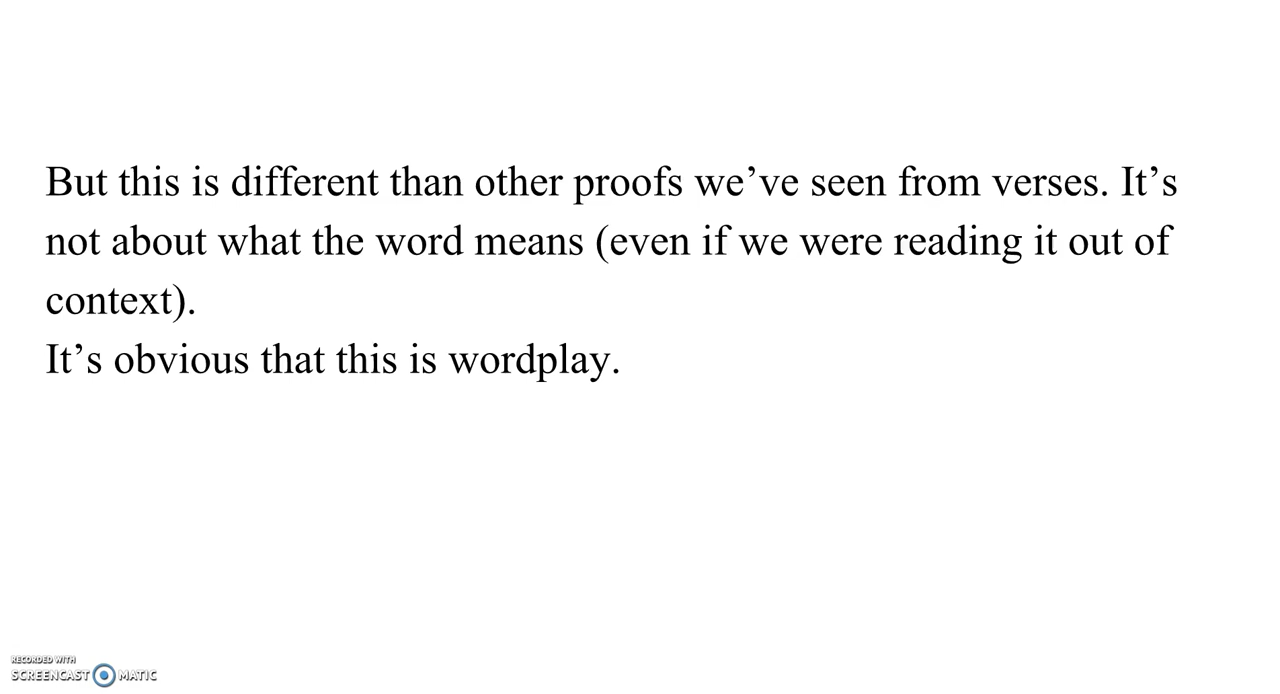 But this is different than other proofs we’ve seen from verses. It’s
not about what the word means (even if we were reading it out of
context).
It’s obvious that this is wordplay.
RECORDED WITH
SCREENCAST MATIC